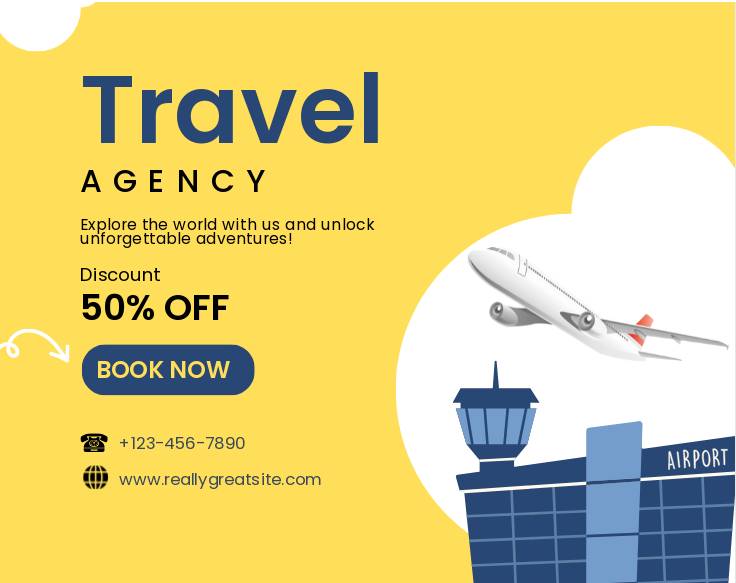 Travel
AGENCY
Explore the world with us and unlock
unforgettable adventures!
Discount
50% OFF
BOOK NOW
+123-456-7890
www.reallygreatsite.com
AIRPORT